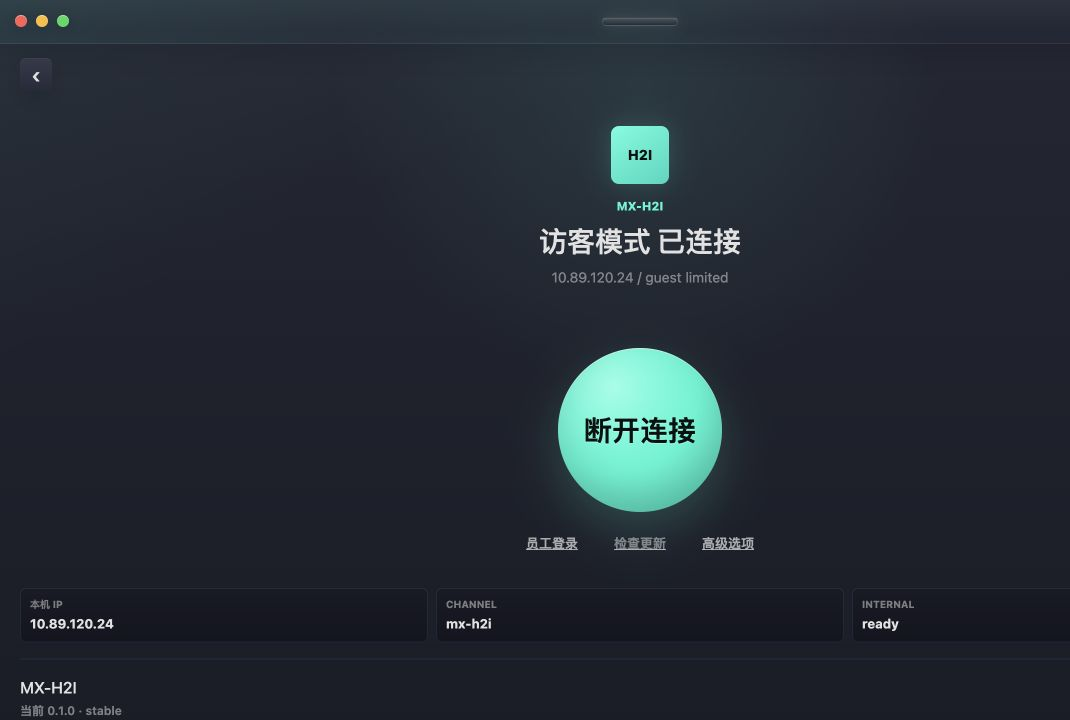 ‹
H2I
MX-H2I
访客模式 已连接
10.89.120.24 / guest limited
断开连接
员工登录 检查更新 高级选项
本机 IP
10.89.120.24
CHANNEL
mx-h2i
INTERNAL
ready
MX-H2I
当前 0.1.0 · stable